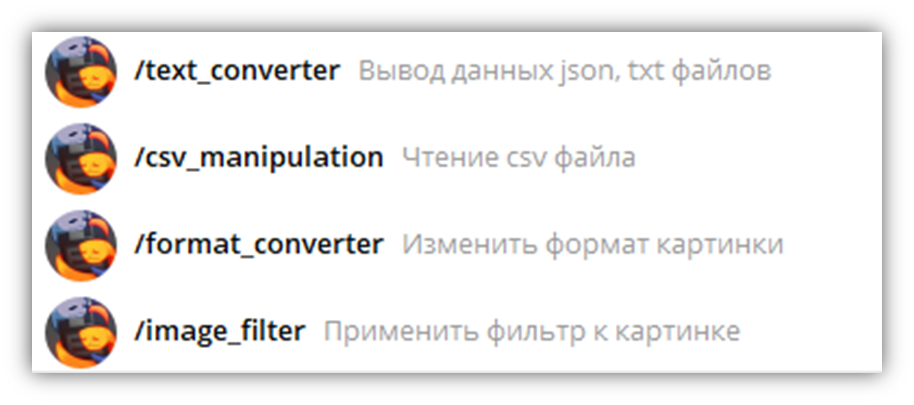 /text_converter Вывод данных json, txt файлов
/csv_manipulation Чтение csv файла
/format_converter Изменить формат картинки
/image_filter Применить фильтр к картинке